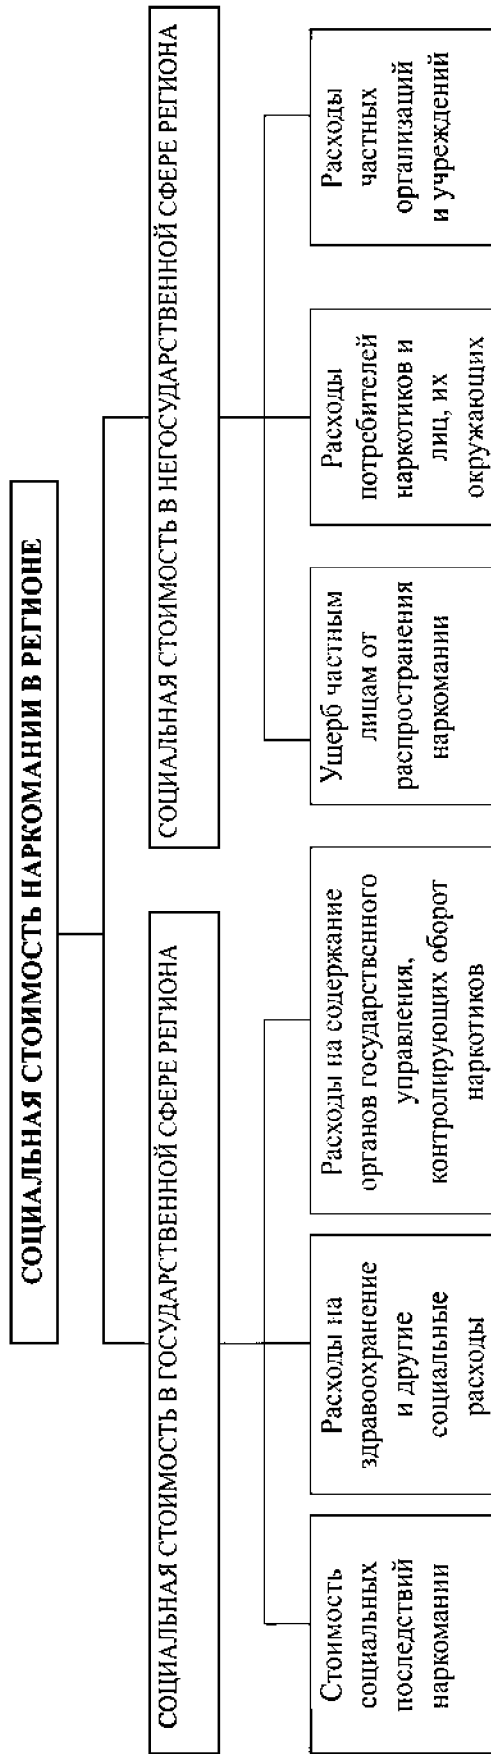 СОЦИАЛЬНАЯ СТОИМОСТЬ НАРКОМАНИИ В РЕГИОНЕ
СОЦИАЛЬНАЯ СТОИМОСТЬ В ГОСУДАРСТВЕННОЙ СФЕРЕ РЕГИОНА
СОЦИАЛЬНАЯ СТОИМОСТЬ В НЕГОСУДАРСТВЕННОЙ СФЕРЕ РЕГИОНА
Стоимость
социальных
последствий
наркомании
Расходы на
здравоохранение
и другие
социальные
расходы
Расходы на содержание
органов государственного
управления,
контролирующих оборот
наркотиков
Ущерб частным
лицам от
распространения
наркомании
Расходы
потребителей
наркотиков и
лиц, их
окружающих
Расходы
частных
организаций
и учреждений